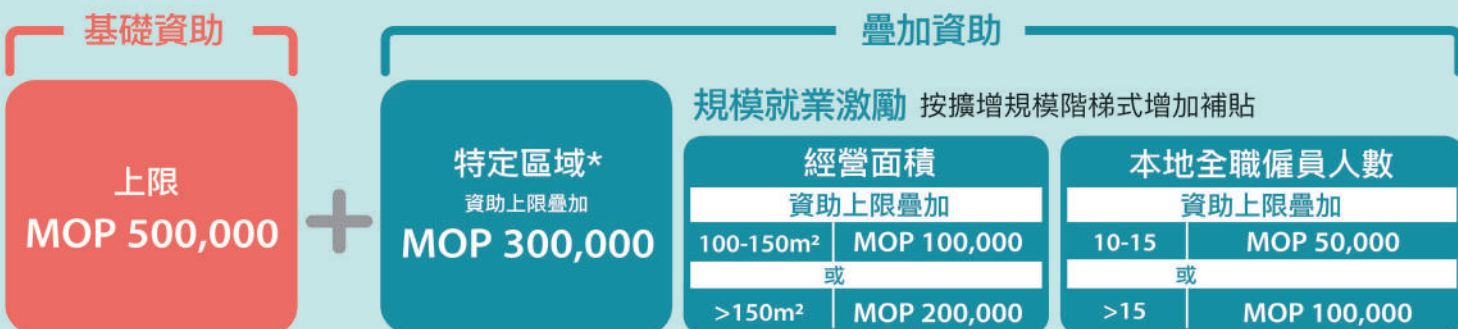 基礎資助
疊加資助
上限
MOP 500,000
+
特定區域*
資助上限疊加
MOP 300,000
規模就業激勵 按擴增規模階梯式增加補貼
經營面積
資助上限疊加
100-150m² MOP 100,000
或
>150m² MOP 200,000
本地全職僱員人數
資助上限疊加
10-15 MOP 50,000
或
>15 MOP 100,000